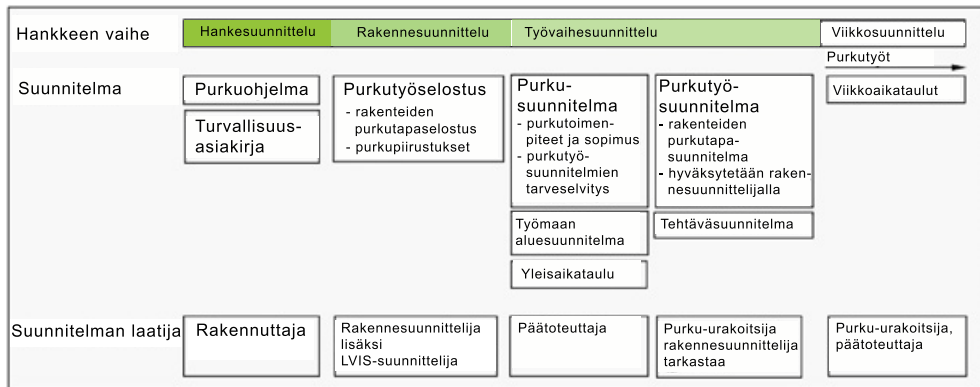 Hankkeen vaihe
Hankesuunnittelu
Rakennesuunnittelu
Työvaihesuunnittelu
Viikkosuunnittelu
Purkutyöt
Suunnitelma
Purkuohjelma
Turvallisuus-
asiakirja
Purkutyöselostus
- rakenteiden
purkutapaselostus
- purkupiirustukset
Purku-
suunnitelma
- purkutoimen-
piteet ja sopimus
- purkutyö-
suunnitelmien
tarveselvitys
Työmaan
aluesuunnitelma
Yleisaikataulu
Purkutyö-
suunnitelma
- rakenteiden
purkutapa-
suunnitelma
- hyväksytetään raken-
nesuunnittelijalla
Tehtäväsuunnitelma
Viikkoaikataulut
Suunnitelman laatija
Rakennuttaja
Rakennesuunnittelija
lisäksi
LVIS-suunnittelija
Päätoteuttaja
Purku-urakoitsija
rakennesuunnittelija
tarkastaa
Purku-urakoitsija,
päätoteuttaja